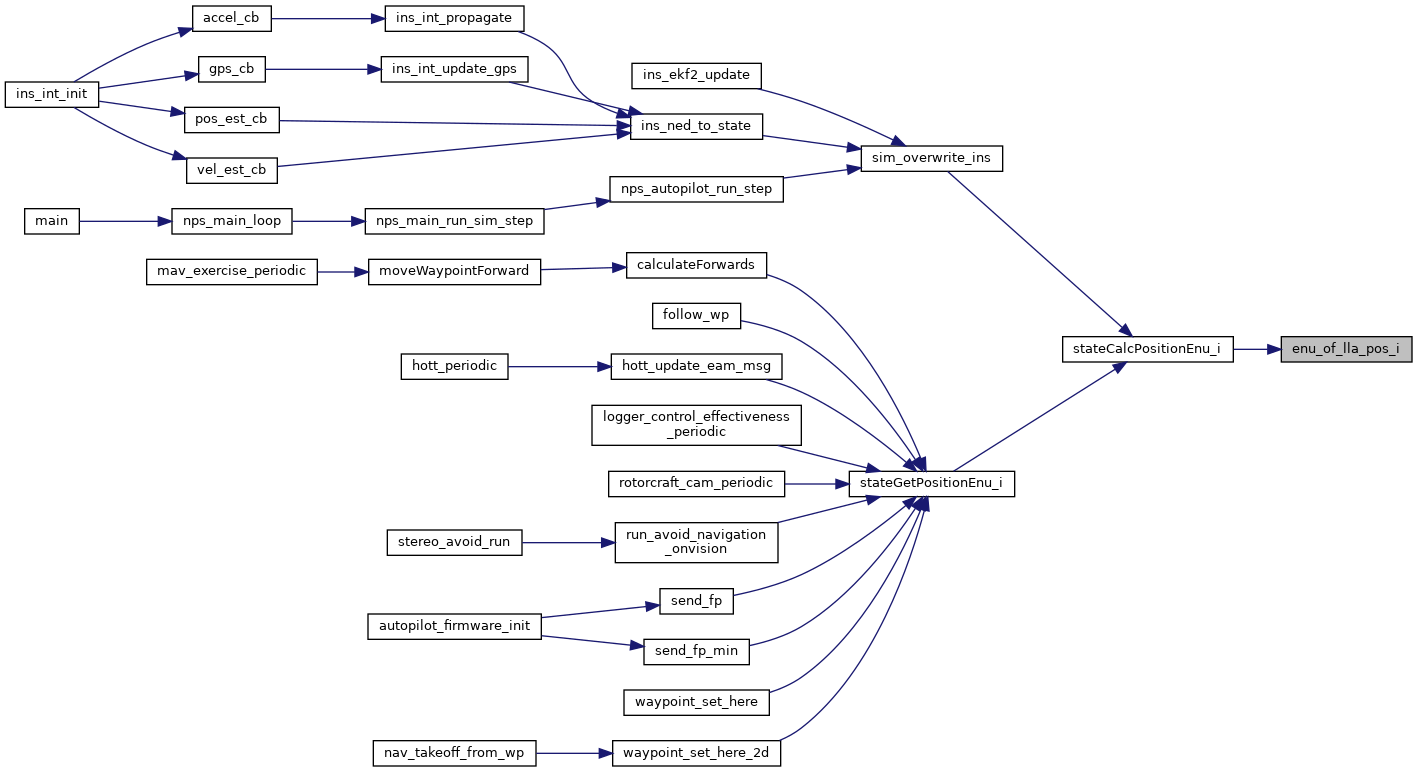 accel_cb
ins_int_propagate
gps_cb
ins_int_update_gps
ins_ekf2_update
ins_int_init
pos_est_cb
ins_ned_to_state
sim_overwrite_ins
vel_est_cb
nps_autopilot_run_step
main
nps_main_loop
nps_main_run_sim_step
mav_exercise_periodic
moveWaypointForward
calculateForwards
follow_wp
stateCalcPositionEnu_i
enu_of_lla_pos_i
hott_periodic
hott_update_eam_msg
logger_control_effectiveness
_periodic
rotorcraft_cam_periodic
stateGetPositionEnu_i
stereo_avoid_run
run_avoid_navigation
_onvision
send_fp
autopilot_firmware_init
send_fp_min
waypoint_set_here
nav_takeoff_from_wp
waypoint_set_here_2d